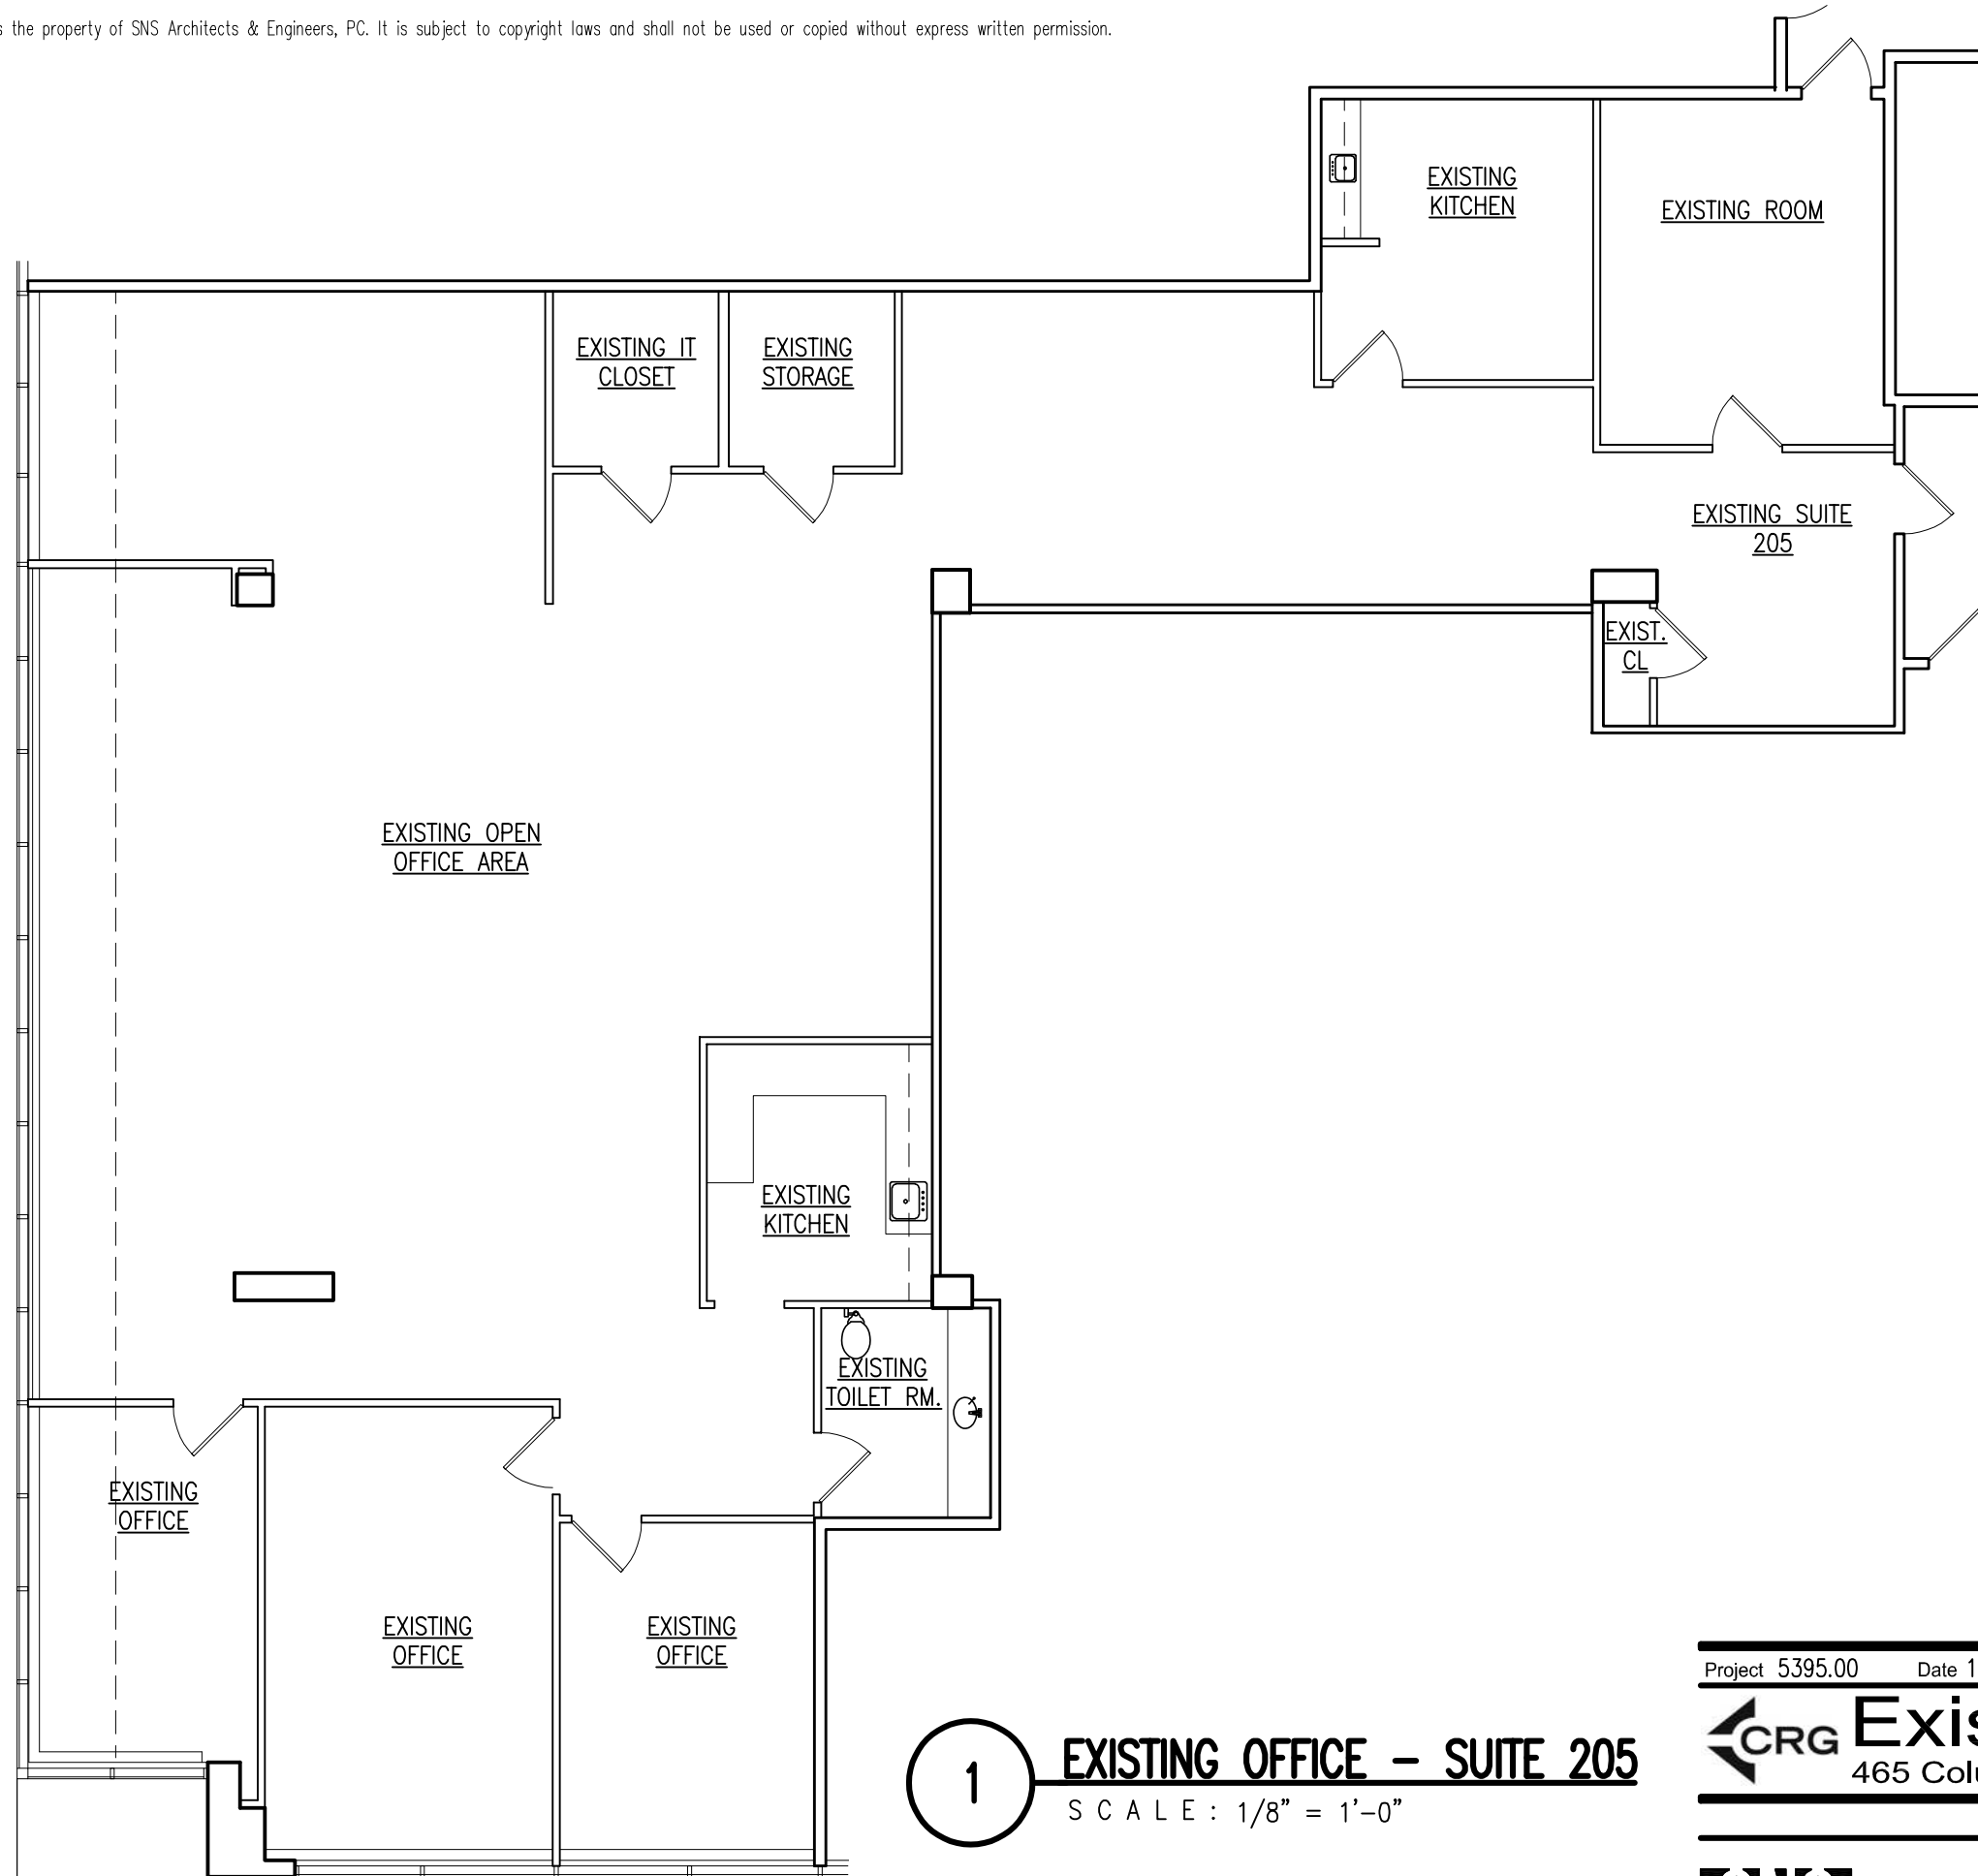 s the property of SNS Architects & Engineers, PC. It is subject to copyright laws and shall not be used or copied without express written permission.
EXISTING
KITCHEN
EXISTING ROOM
EXISTING IT
CLOSET
EXISTING
STORAGE
EXISTING SUITE
205
EXIST.
CL
EXISTING OPEN
OFFICE AREA
EXISTING
KITCHEN
EXISTING
TOILET RM.
EXISTING
OFFICE
EXISTING
OFFICE
EXISTING
OFFICE
1
EXISTING OFFICE - SUITE 205
SCALE: 1/8" = 1'-0"
Project 5395.00 Date 1
CRG
Exis
465 Colu